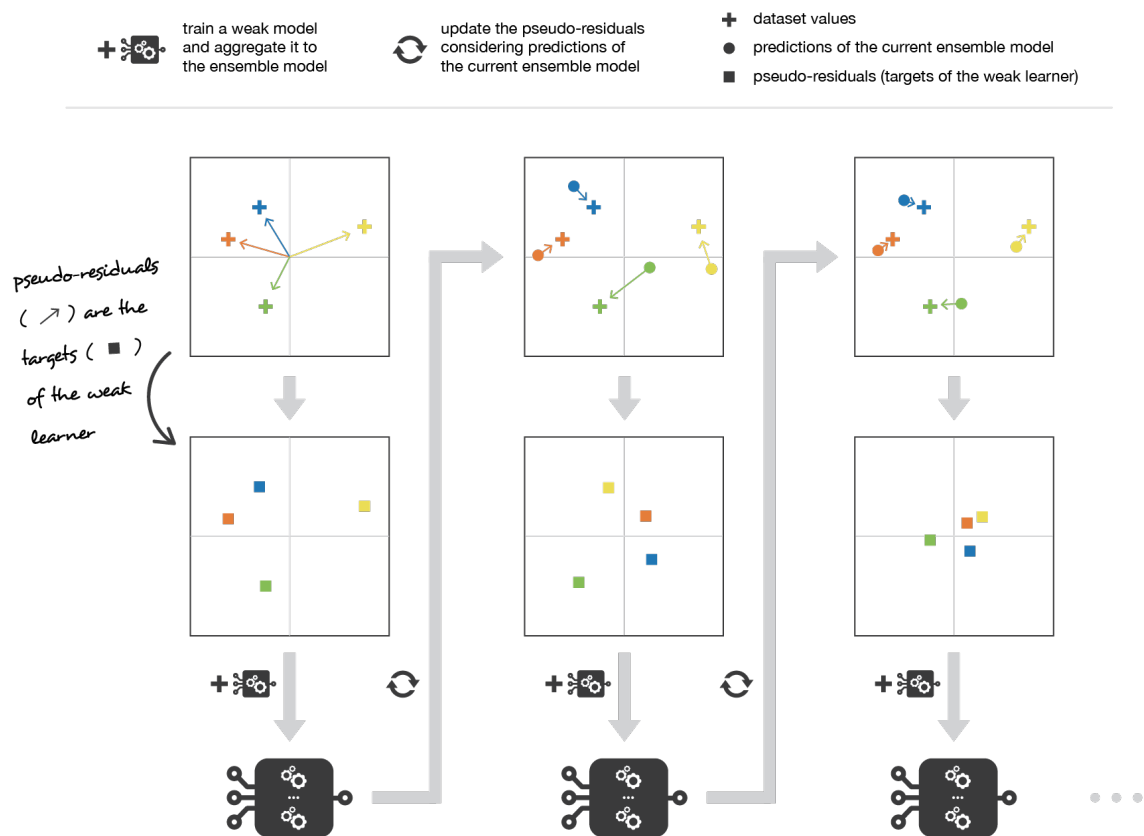 train a weak model
and aggregate it to
the ensemble model
update the pseudo-residuals
considering predictions of
the current ensemble model
dataset values
predictions of the current ensemble model
pseudo-residuals (targets of the weak learner)
pseudo-residuals
( ↗ ) are the
targets ( ■ )
of the weak
learner